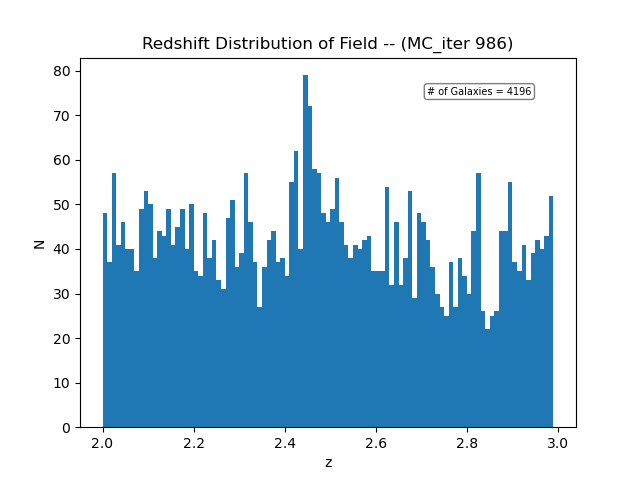 Redshift Distribution of Field -- (MC_iter 986)
# of Galaxies = 4196
80
70
60
50
40
30
20
10
0
N
2.0 2.2 2.4 2.6 2.8 3.0
z